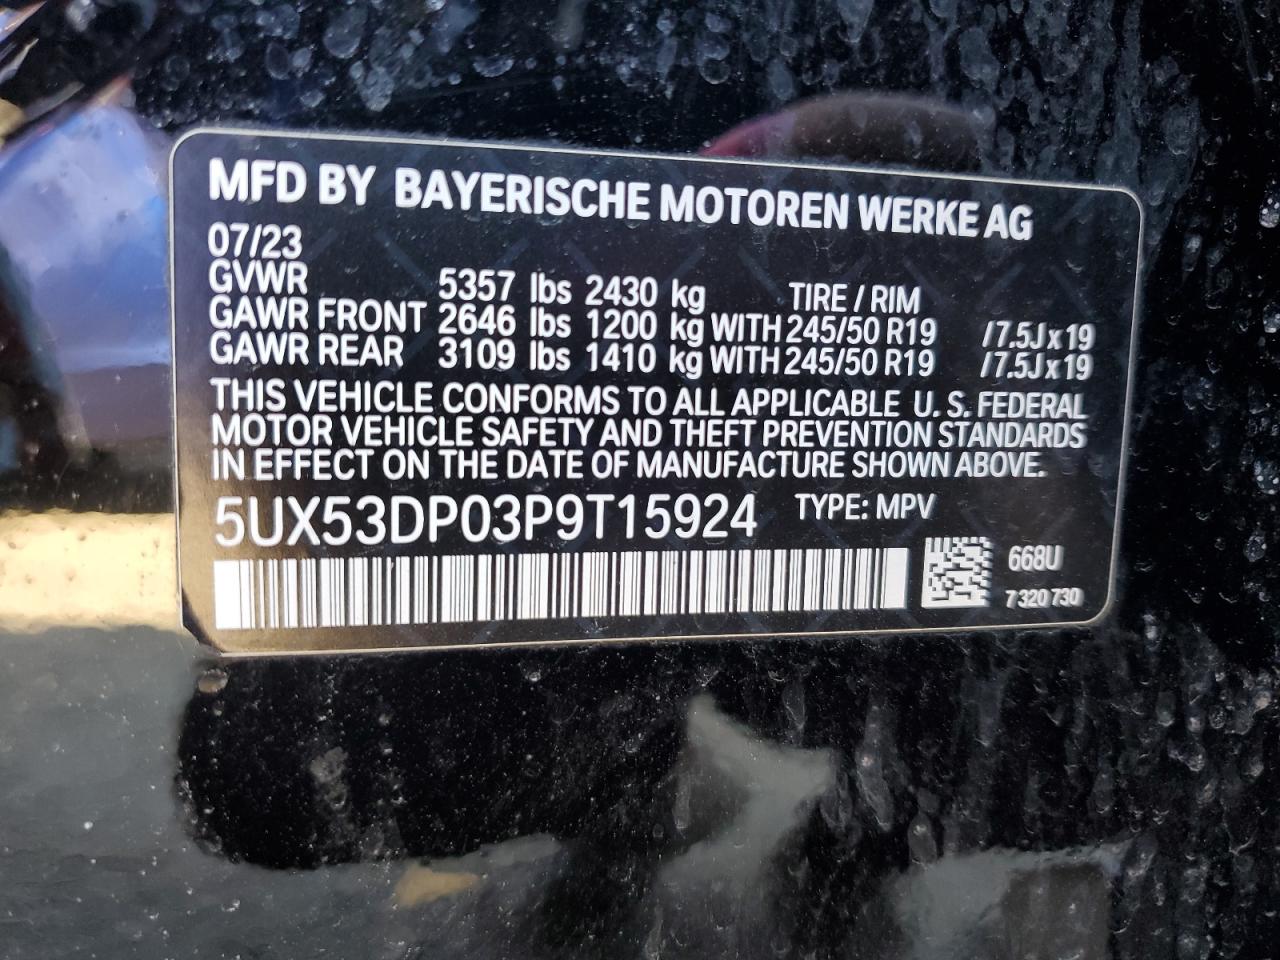 MFD BY BAYERISCHE MOTOREN WERKE AG
07/23
GVWR 5357 lbs 2430 kg TIRE / RIM
GAWR FRONT 2646 lbs 1200 kg WITH 245/50 R19 /7.5J x 19
GAWR REAR 3109 lbs 1410 kg WITH 245/50 R19 /7.5J x 19
THIS VEHICLE CONFORMS TO ALL APPLICABLE U. S. FEDERAL
MOTOR VEHICLE SAFETY AND THEFT PREVENTION STANDARDS
IN EFFECT ON THE DATE OF MANUFACTURE SHOWN ABOVE.
5UX53DP03P9T15924 TYPE: MPV
668U
7 320 730